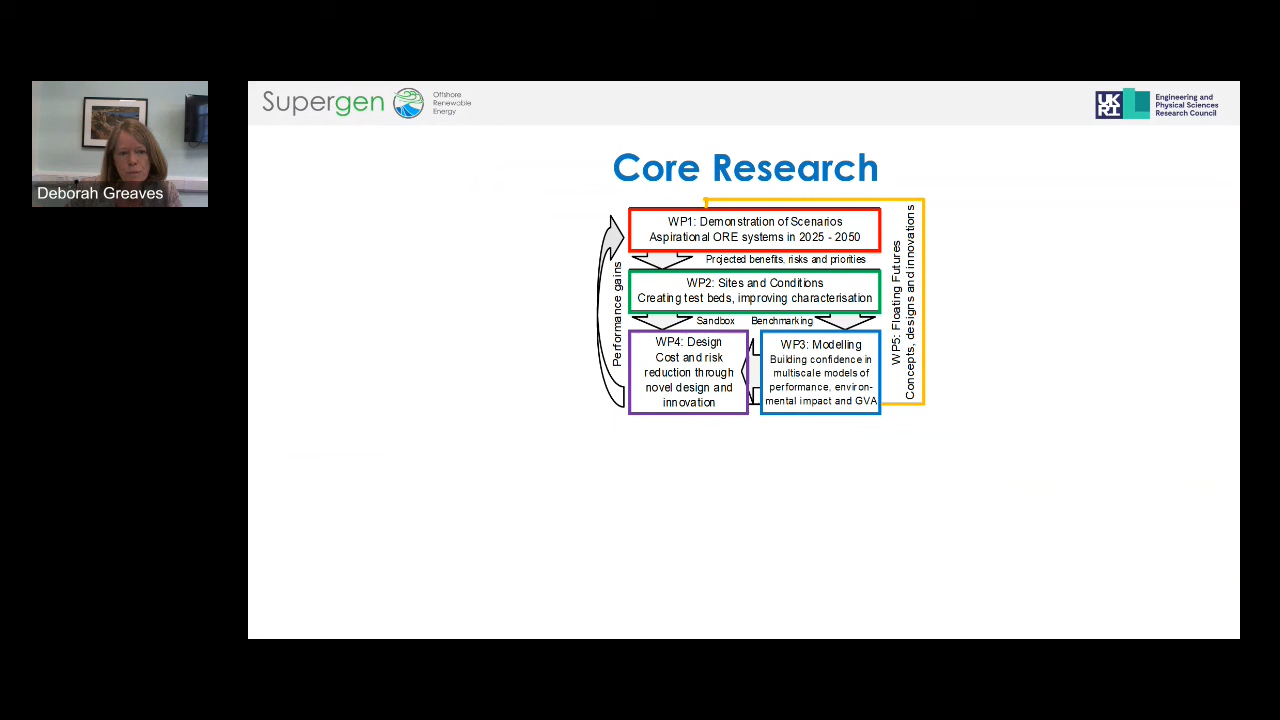 Supergen
Offshore
Renewable
Energy
UKRI
Engineering and
Physical Sciences
Research Council
Deborah Greaves
Core Research
WP1: Demonstration of Scenarios
Aspirational ORE systems in 2025 - 2050
Projected benefits, risks and priorities
WP2: Sites and Conditions
Creating test beds, improving characterisation
Sandbox
Benchmarking
WP4: Design
Cost and risk
reduction through
novel design and
innovation
WP3: Modelling
Building confidence in
multiscale models of
performance, environ-
mental impact and GVA
Performance gains
WP5: Floating Futures
Concepts, designs and innovations